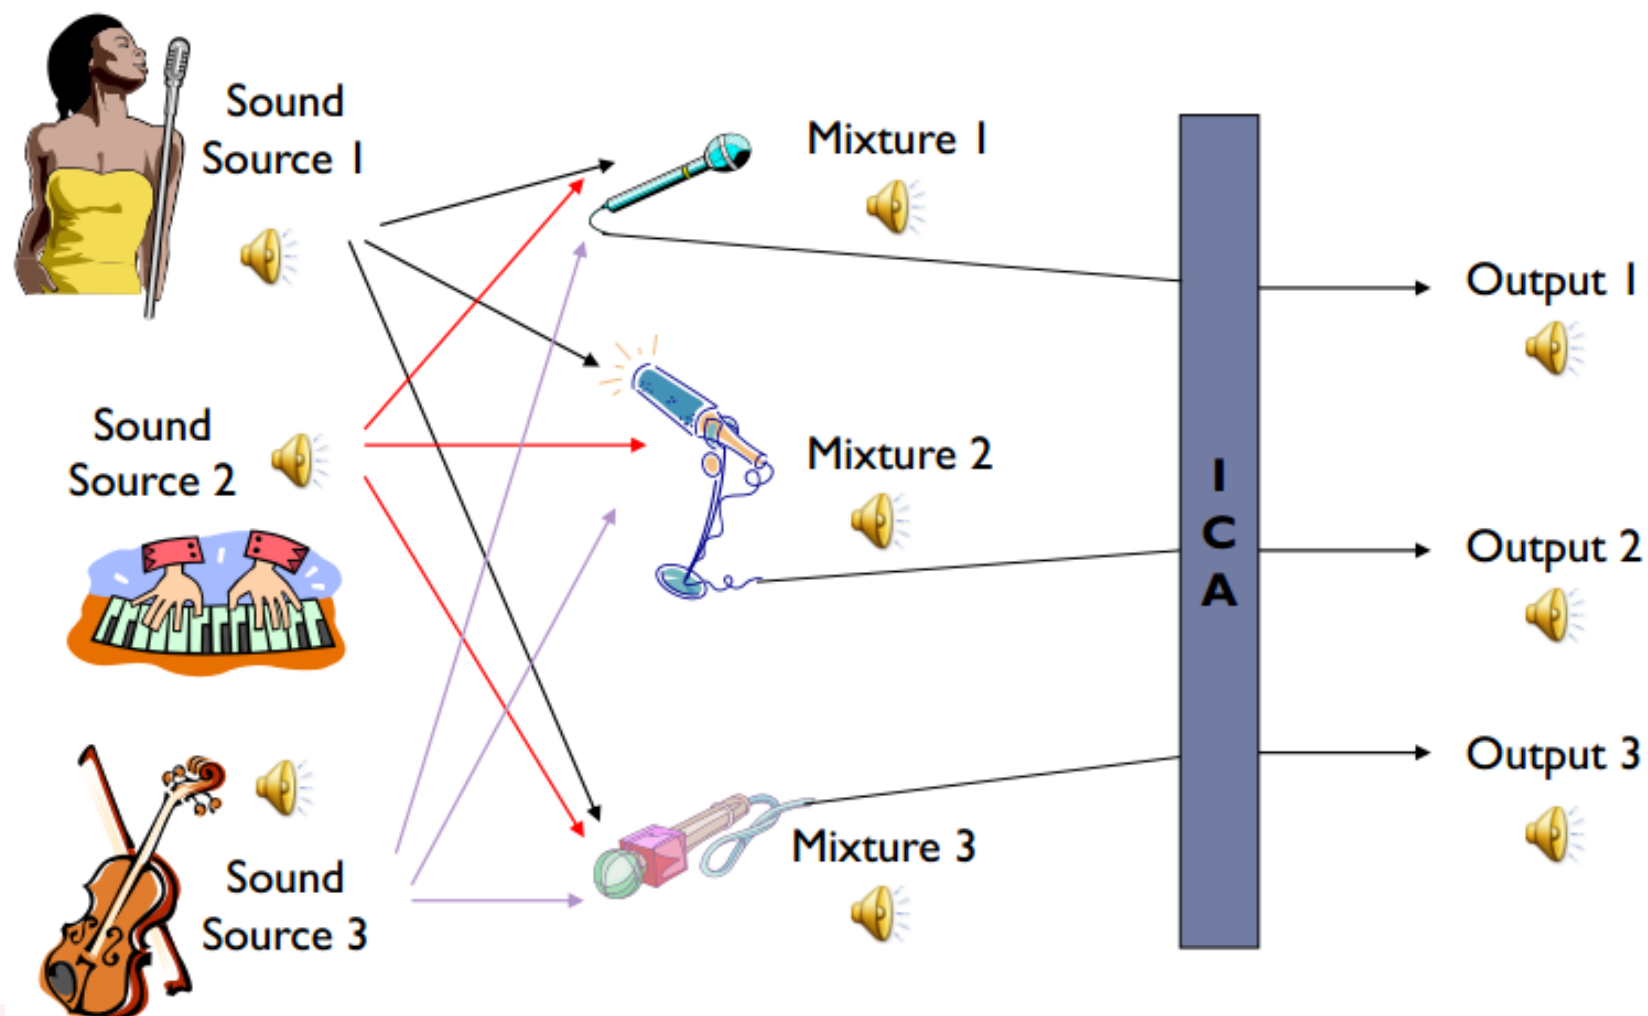 Sound
Source 1
Mixture 1
Output 1
Sound
Source 2
Mixture 2
I
C
A
Output 2
Output 3
Sound
Source 3
Mixture 3